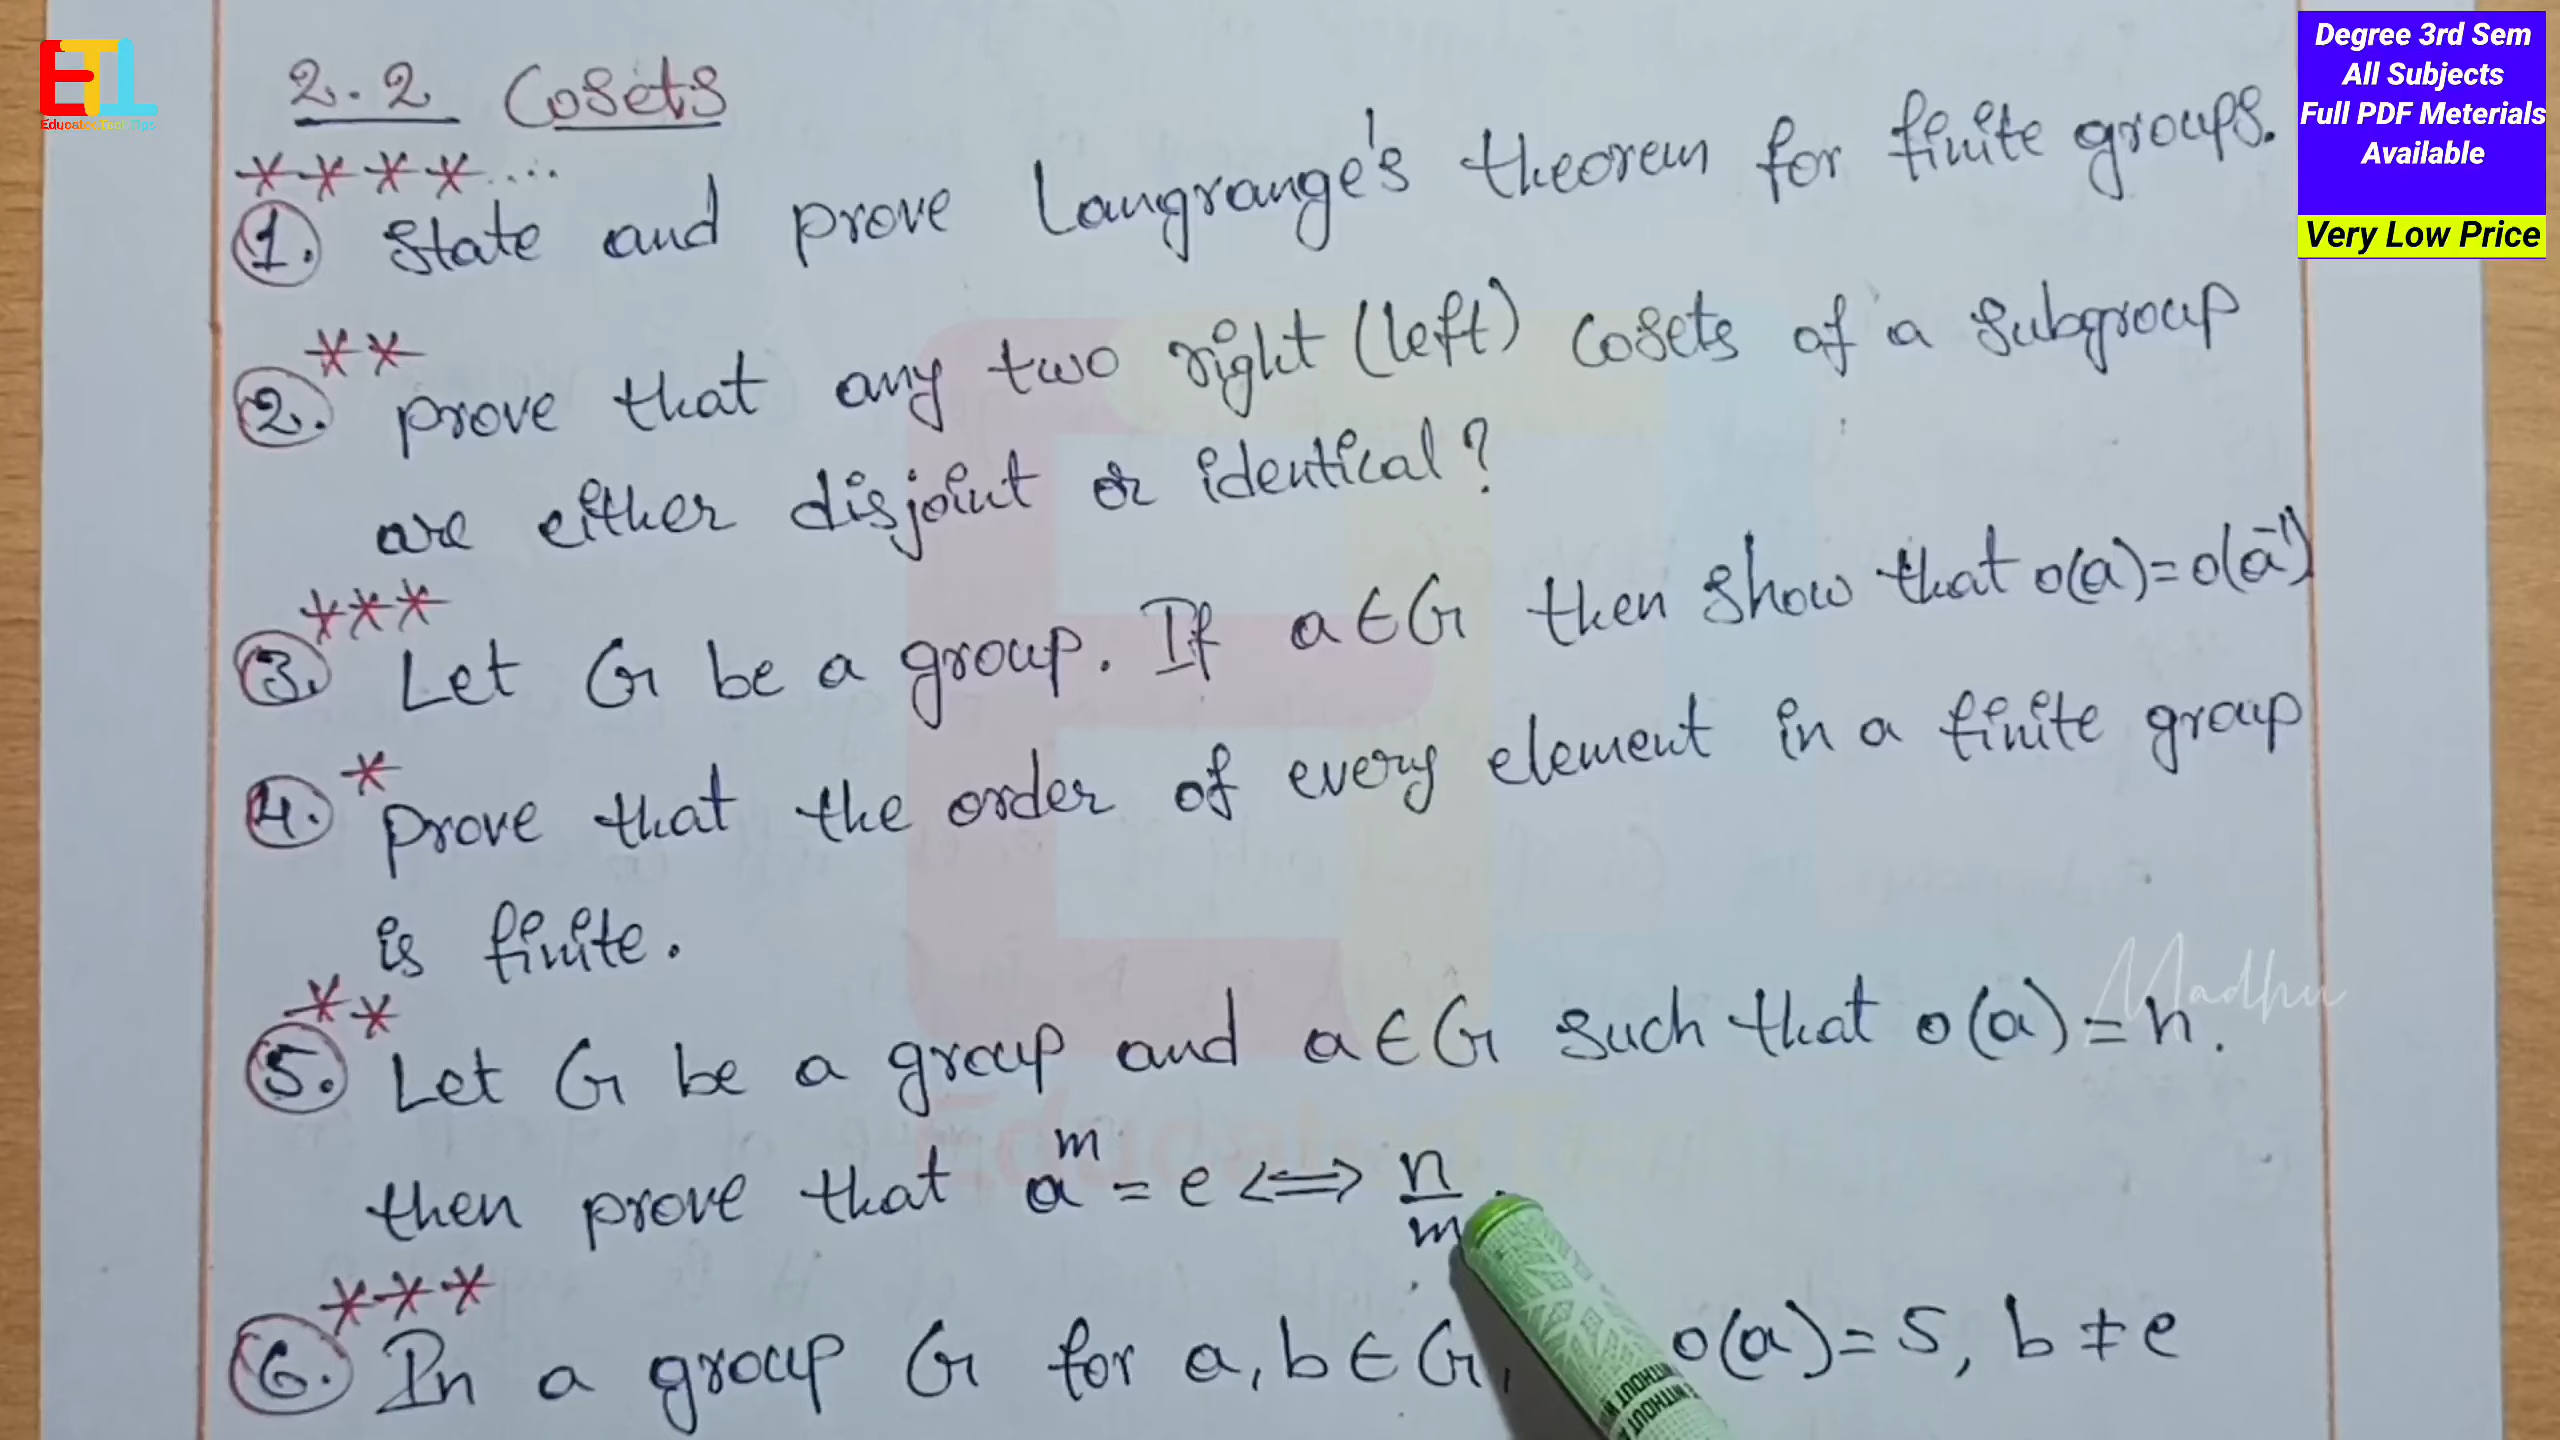 2.2 Cosets
****....
1. State and prove Langrange's theorem for finite groups.
**
2. prove that any two right (left) cosets of a subgroup
are either disjoint or identical?
***
3. Let G be a group. If a ∈ G then show that o(a) = o(a⁻¹)
*
4. prove that the order of every element in a finite group
is finite.
**
5. Let G be a group and a ∈ G such that o(a) = n.
then prove that aᵐ = e <=> n/m.
***
6. In a group G for a, b ∈ G, o(a) = 5, b ≠ e
Degree 3rd Sem
All Subjects
Full PDF Meterials
Available
Very Low Price
Madhu
WITHOUT